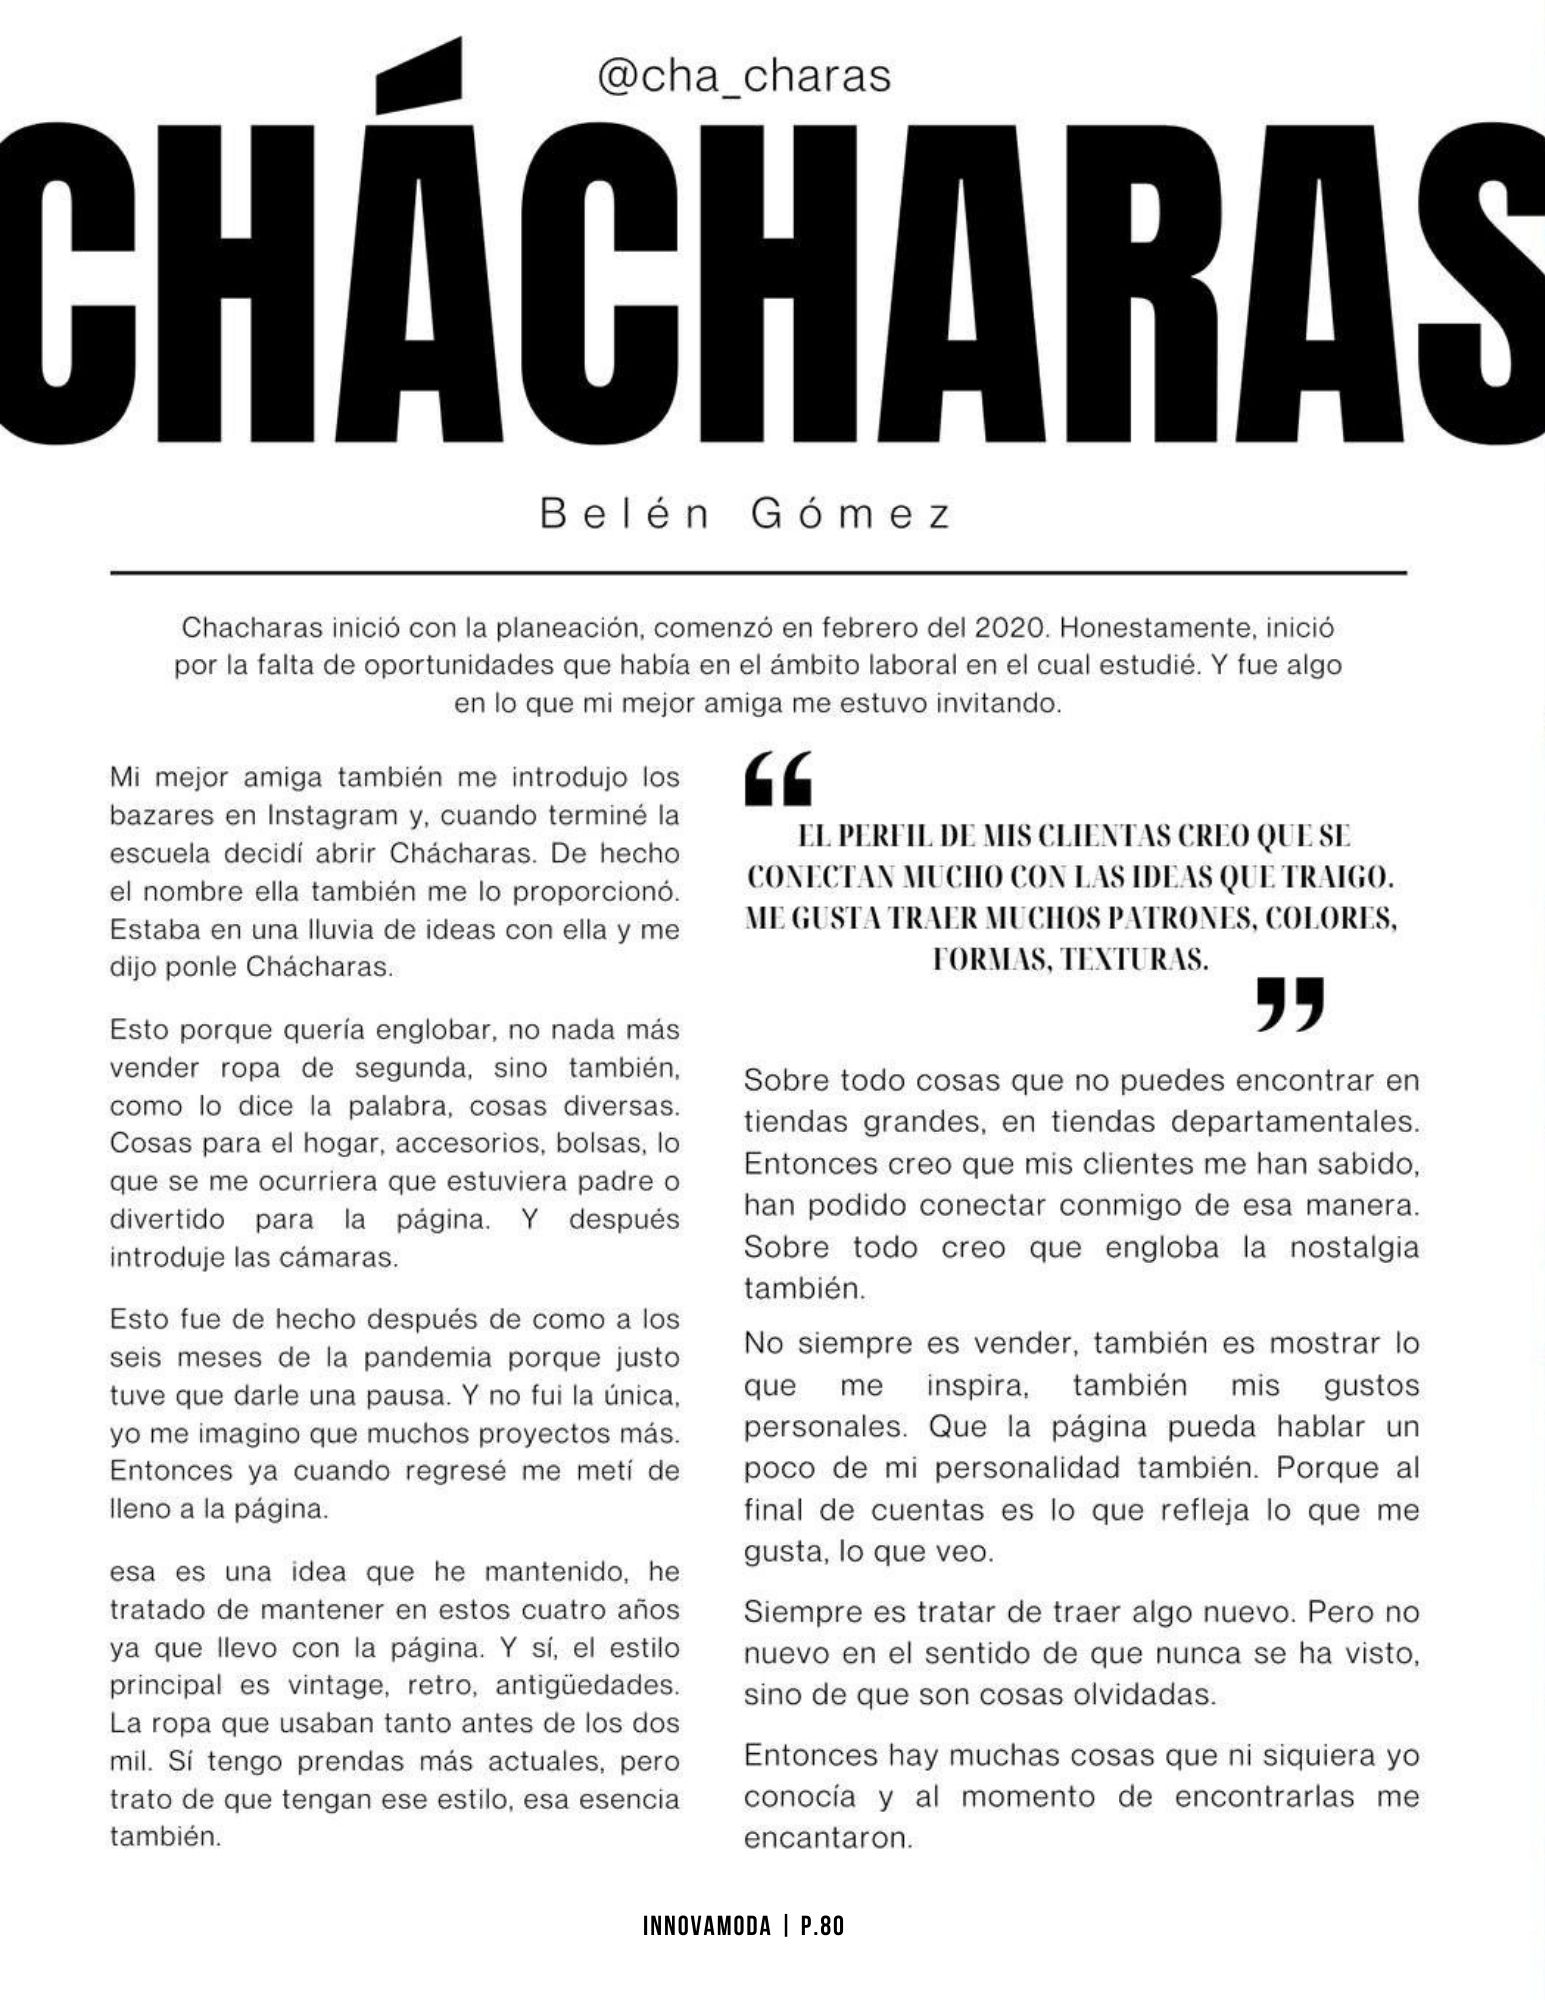 @cha_charas
CHÁCHARAS
Belén Gómez
Chacharas inició con la planeación, comenzó en febrero del 2020. Honestamente, inició
por la falta de oportunidades que había en el ámbito laboral en el cual estudié. Y fue algo
en lo que mi mejor amiga me estuvo invitando.
Mi mejor amiga también me introdujo los
bazares en Instagram y, cuando terminé la
escuela decidí abrir Chácharas. De hecho
el nombre ella también me lo proporcionó.
Estaba en una lluvia de ideas con ella y me
dijo ponle Chácharas.
Esto porque quería englobar, no nada más
vender ropa de segunda, sino también,
como lo dice la palabra, cosas diversas.
Cosas para el hogar, accesorios, bolsas, lo
que se me ocurriera que estuviera padre o
divertido para la página. Y después
introduje las cámaras.
Esto fue de hecho después de como a los
seis meses de la pandemia porque justo
tuve que darle una pausa. Y no fui la única,
yo me imagino que muchos proyectos más.
Entonces ya cuando regresé me metí de
lleno a la página.
esa es una idea que he mantenido, he
tratado de mantener en estos cuatro años
ya que llevo con la página. Y sí, el estilo
principal es vintage, retro, antigüedades.
La ropa que usaban tanto antes de los dos
mil. Sí tengo prendas más actuales, pero
trato de que tengan ese estilo, esa esencia
también.
“
EL PERFIL DE MIS CLIENTAS CREO QUE SE
CONECTAN MUCHO CON LAS IDEAS QUE TRAIGO.
ME GUSTA TRAER MUCHOS PATRONES, COLORES,
FORMAS, TEXTURAS.
”
Sobre todo cosas que no puedes encontrar en
tiendas grandes, en tiendas departamentales.
Entonces creo que mis clientes me han sabido,
han podido conectar conmigo de esa manera.
Sobre todo creo que engloba la nostalgia
también.
No siempre es vender, también es mostrar lo
que me inspira, también mis gustos
personales. Que la página pueda hablar un
poco de mi personalidad también. Porque al
final de cuentas es lo que refleja lo que me
gusta, lo que veo.
Siempre es tratar de traer algo nuevo. Pero no
nuevo en el sentido de que nunca se ha visto,
sino de que son cosas olvidadas.
Entonces hay muchas cosas que ni siquiera yo
conocía y al momento de encontrarlas me
encantaron.
INNOVAMODA | P.80